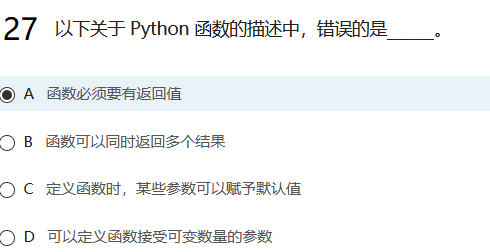 27 以下关于 Python 函数的描述中，错误的是______。
A 函数必须要有返回值
B 函数可以同时返回多个结果
C 定义函数时，某些参数可以赋予默认值
D 可以定义函数接受可变数量的参数